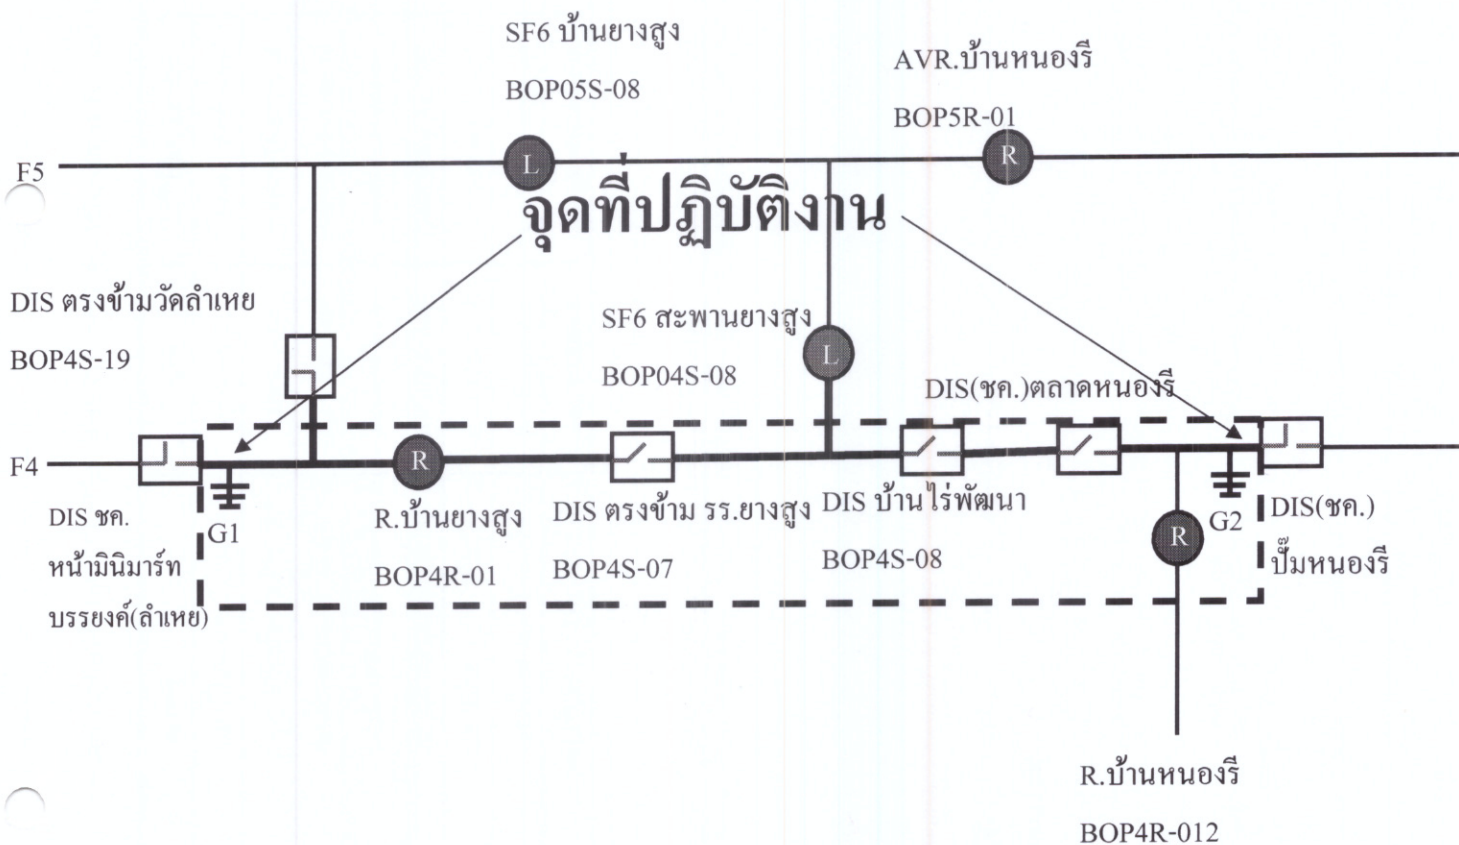 SF6 บ้านยางสูง
BOP05S-08
AVR.บ้านหนองรี
BOP5R-01
F5
L
R
จุดที่ปฏิบัติงาน
DIS ตรงข้ามวัดลำเหย
BOP4S-19
SF6 สะพานยางสูง
BOP04S-08
L
DIS(ชค.)ตลาดหนองรี
F4
R
G1
DIS ชค.
หน้ามินิมาร์ท
บรรยงค์(ลำเหย)
R.บ้านยางสูง
BOP4R-01
DIS ตรงข้าม รร.ยางสูง
BOP4S-07
DIS บ้านไร่พัฒนา
BOP4S-08
R
G2
DIS(ชค.)
ปั๊มหนองรี
R.บ้านหนองรี
BOP4R-012